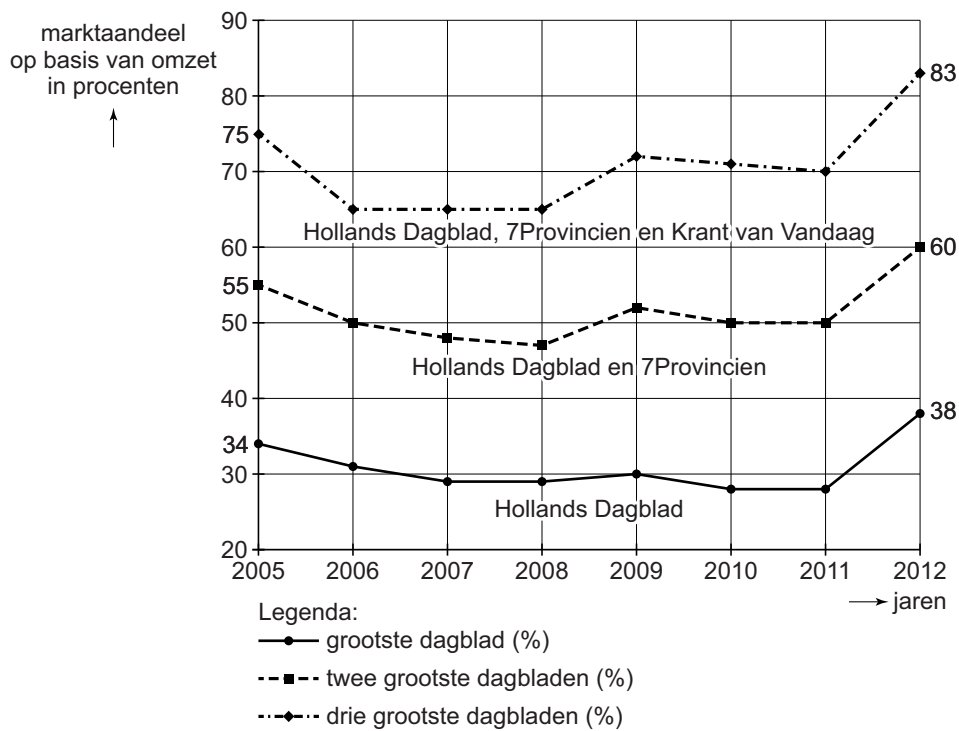 marktaandeel
op basis van omzet
in procenten
90
80
75
70
60
55
50
40
34
30
20
83
60
38
Hollands Dagblad, 7Provincien en Krant van Vandaag
Hollands Dagblad en 7Provincien
Hollands Dagblad
2005 2006 2007 2008 2009 2010 2011 2012
jaren
Legenda:
grootste dagblad (%)
twee grootste dagbladen (%)
drie grootste dagbladen (%)